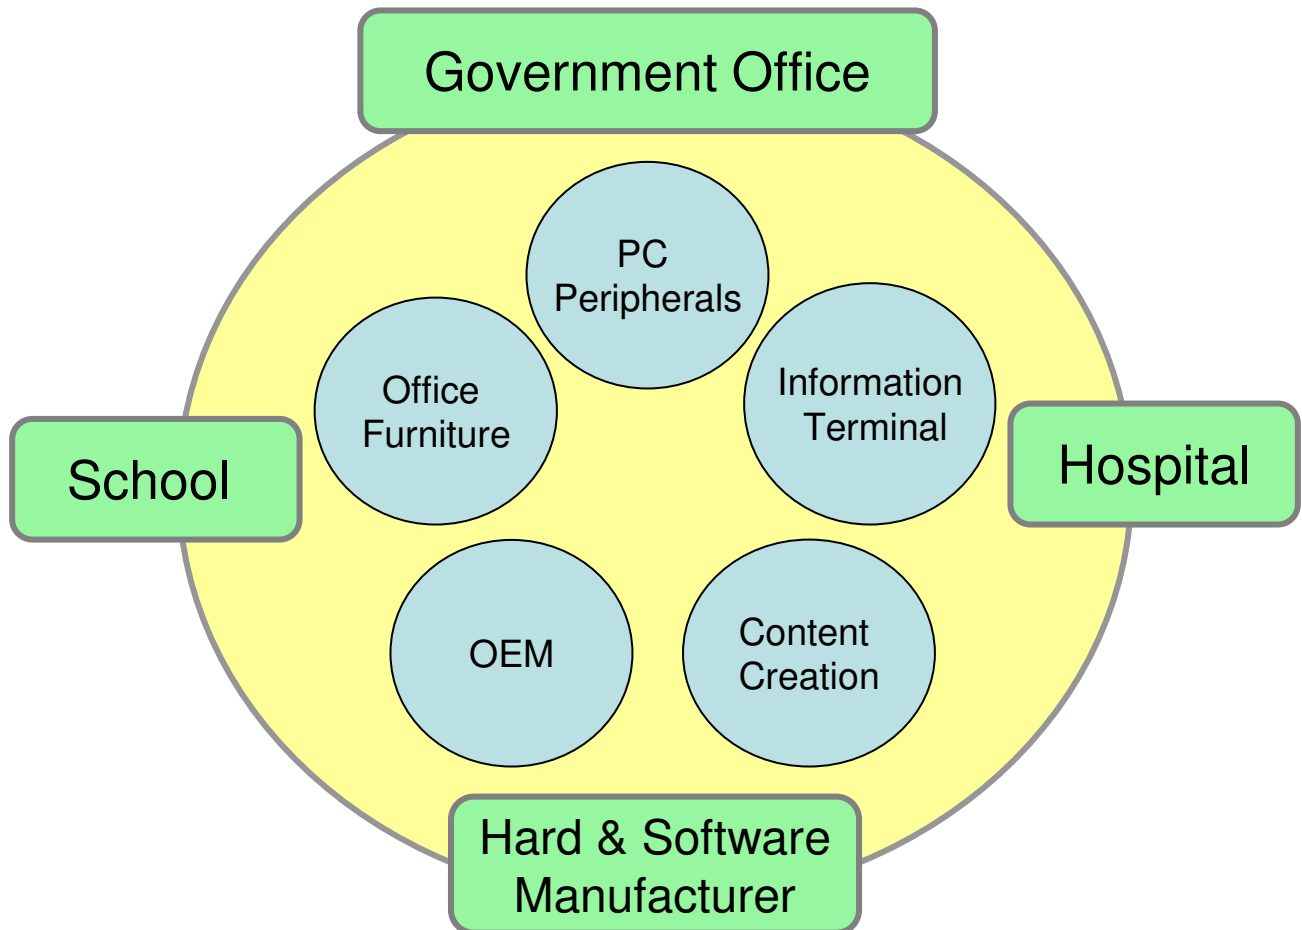 Government Office
PC
Peripherals
Office
Furniture
Information
Terminal
School
Hospital
OEM
Content
Creation
Hard & Software
Manufacturer